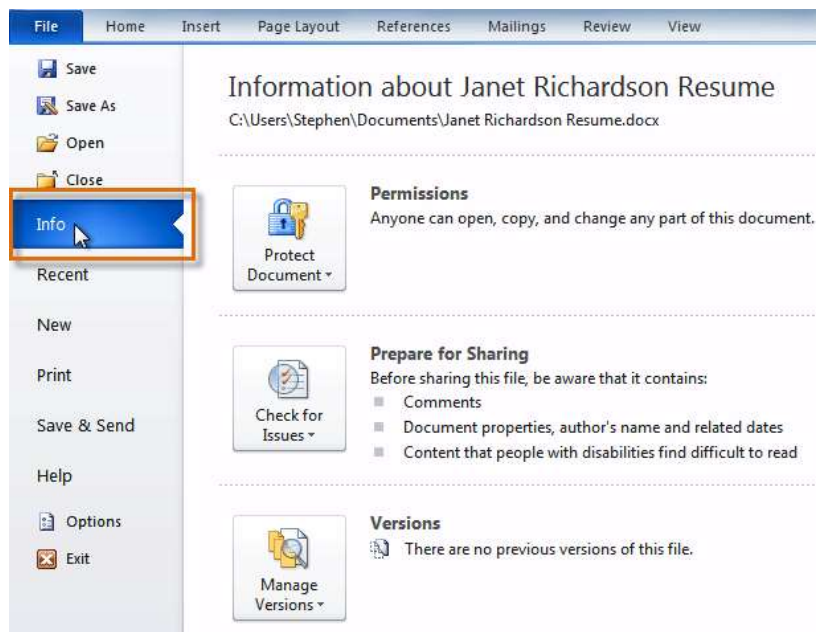 File Home Insert Page Layout References Mailings Review View
Save
Save As
Open
Close
Info
Recent
New
Print
Save & Send
Help
Options
Exit
Information about Janet Richardson Resume
C:\Users\Stephen\Documents\Janet Richardson Resume.docx
Protect
Document
Permissions
Anyone can open, copy, and change any part of this document.
Check for
Issues
Prepare for Sharing
Before sharing this file, be aware that it contains:
Comments
Document properties, author's name and related dates
Content that people with disabilities find difficult to read
Manage
Versions
Versions
There are no previous versions of this file.